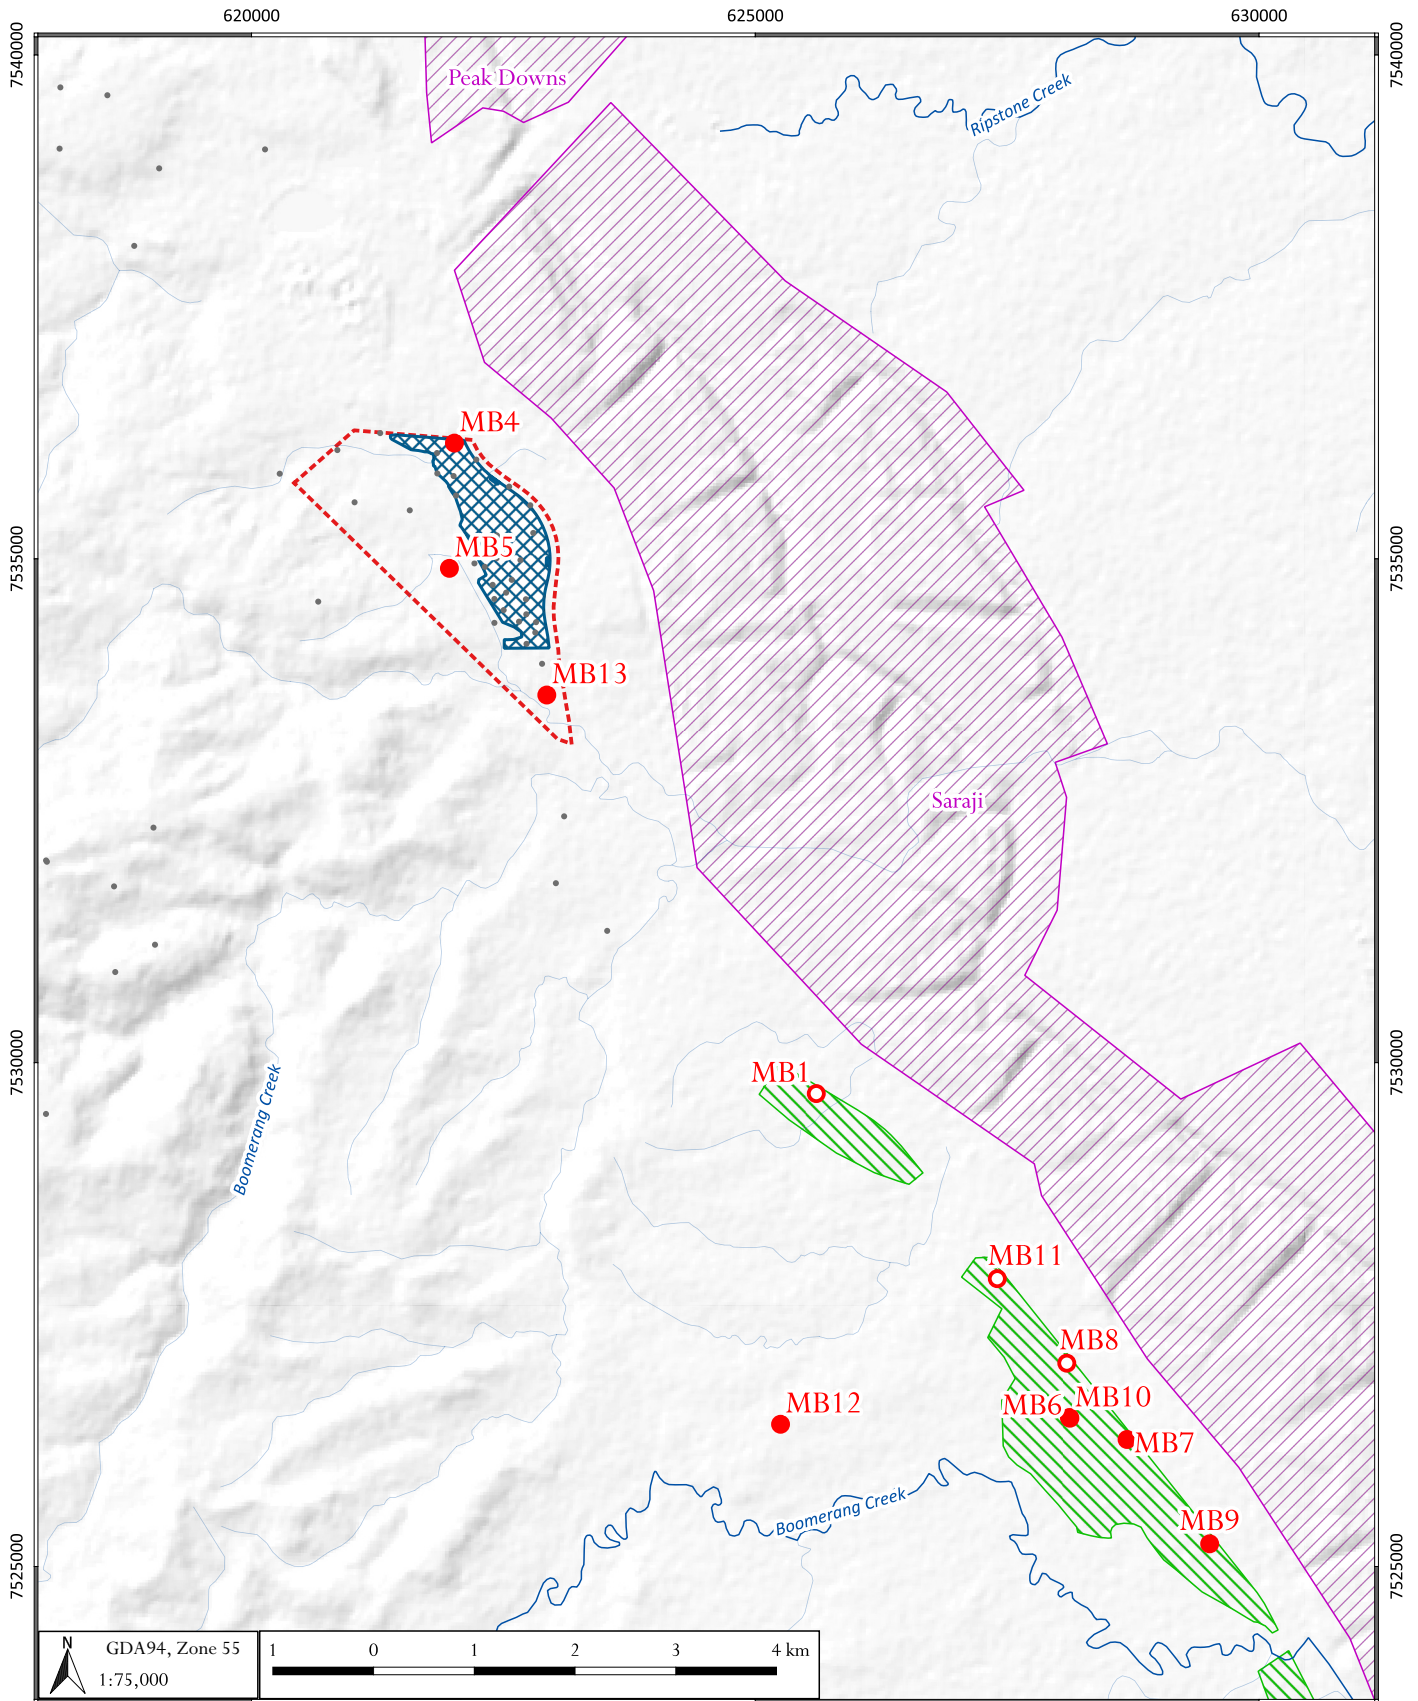 620000
625000
630000
7540000
7540000
Peak Downs
Ripstone Creek
MB4
MB5
7535000
7535000
MB13
Saraji
7530000
7530000
MB1
Boomerang Creek
MB11
MB8
MB6
MB10
MB12
MB7
Boomerang Creek
MB9
7525000
7525000
N
GDA94, Zone 55
1:75,000
1 0 1 2 3 4 km